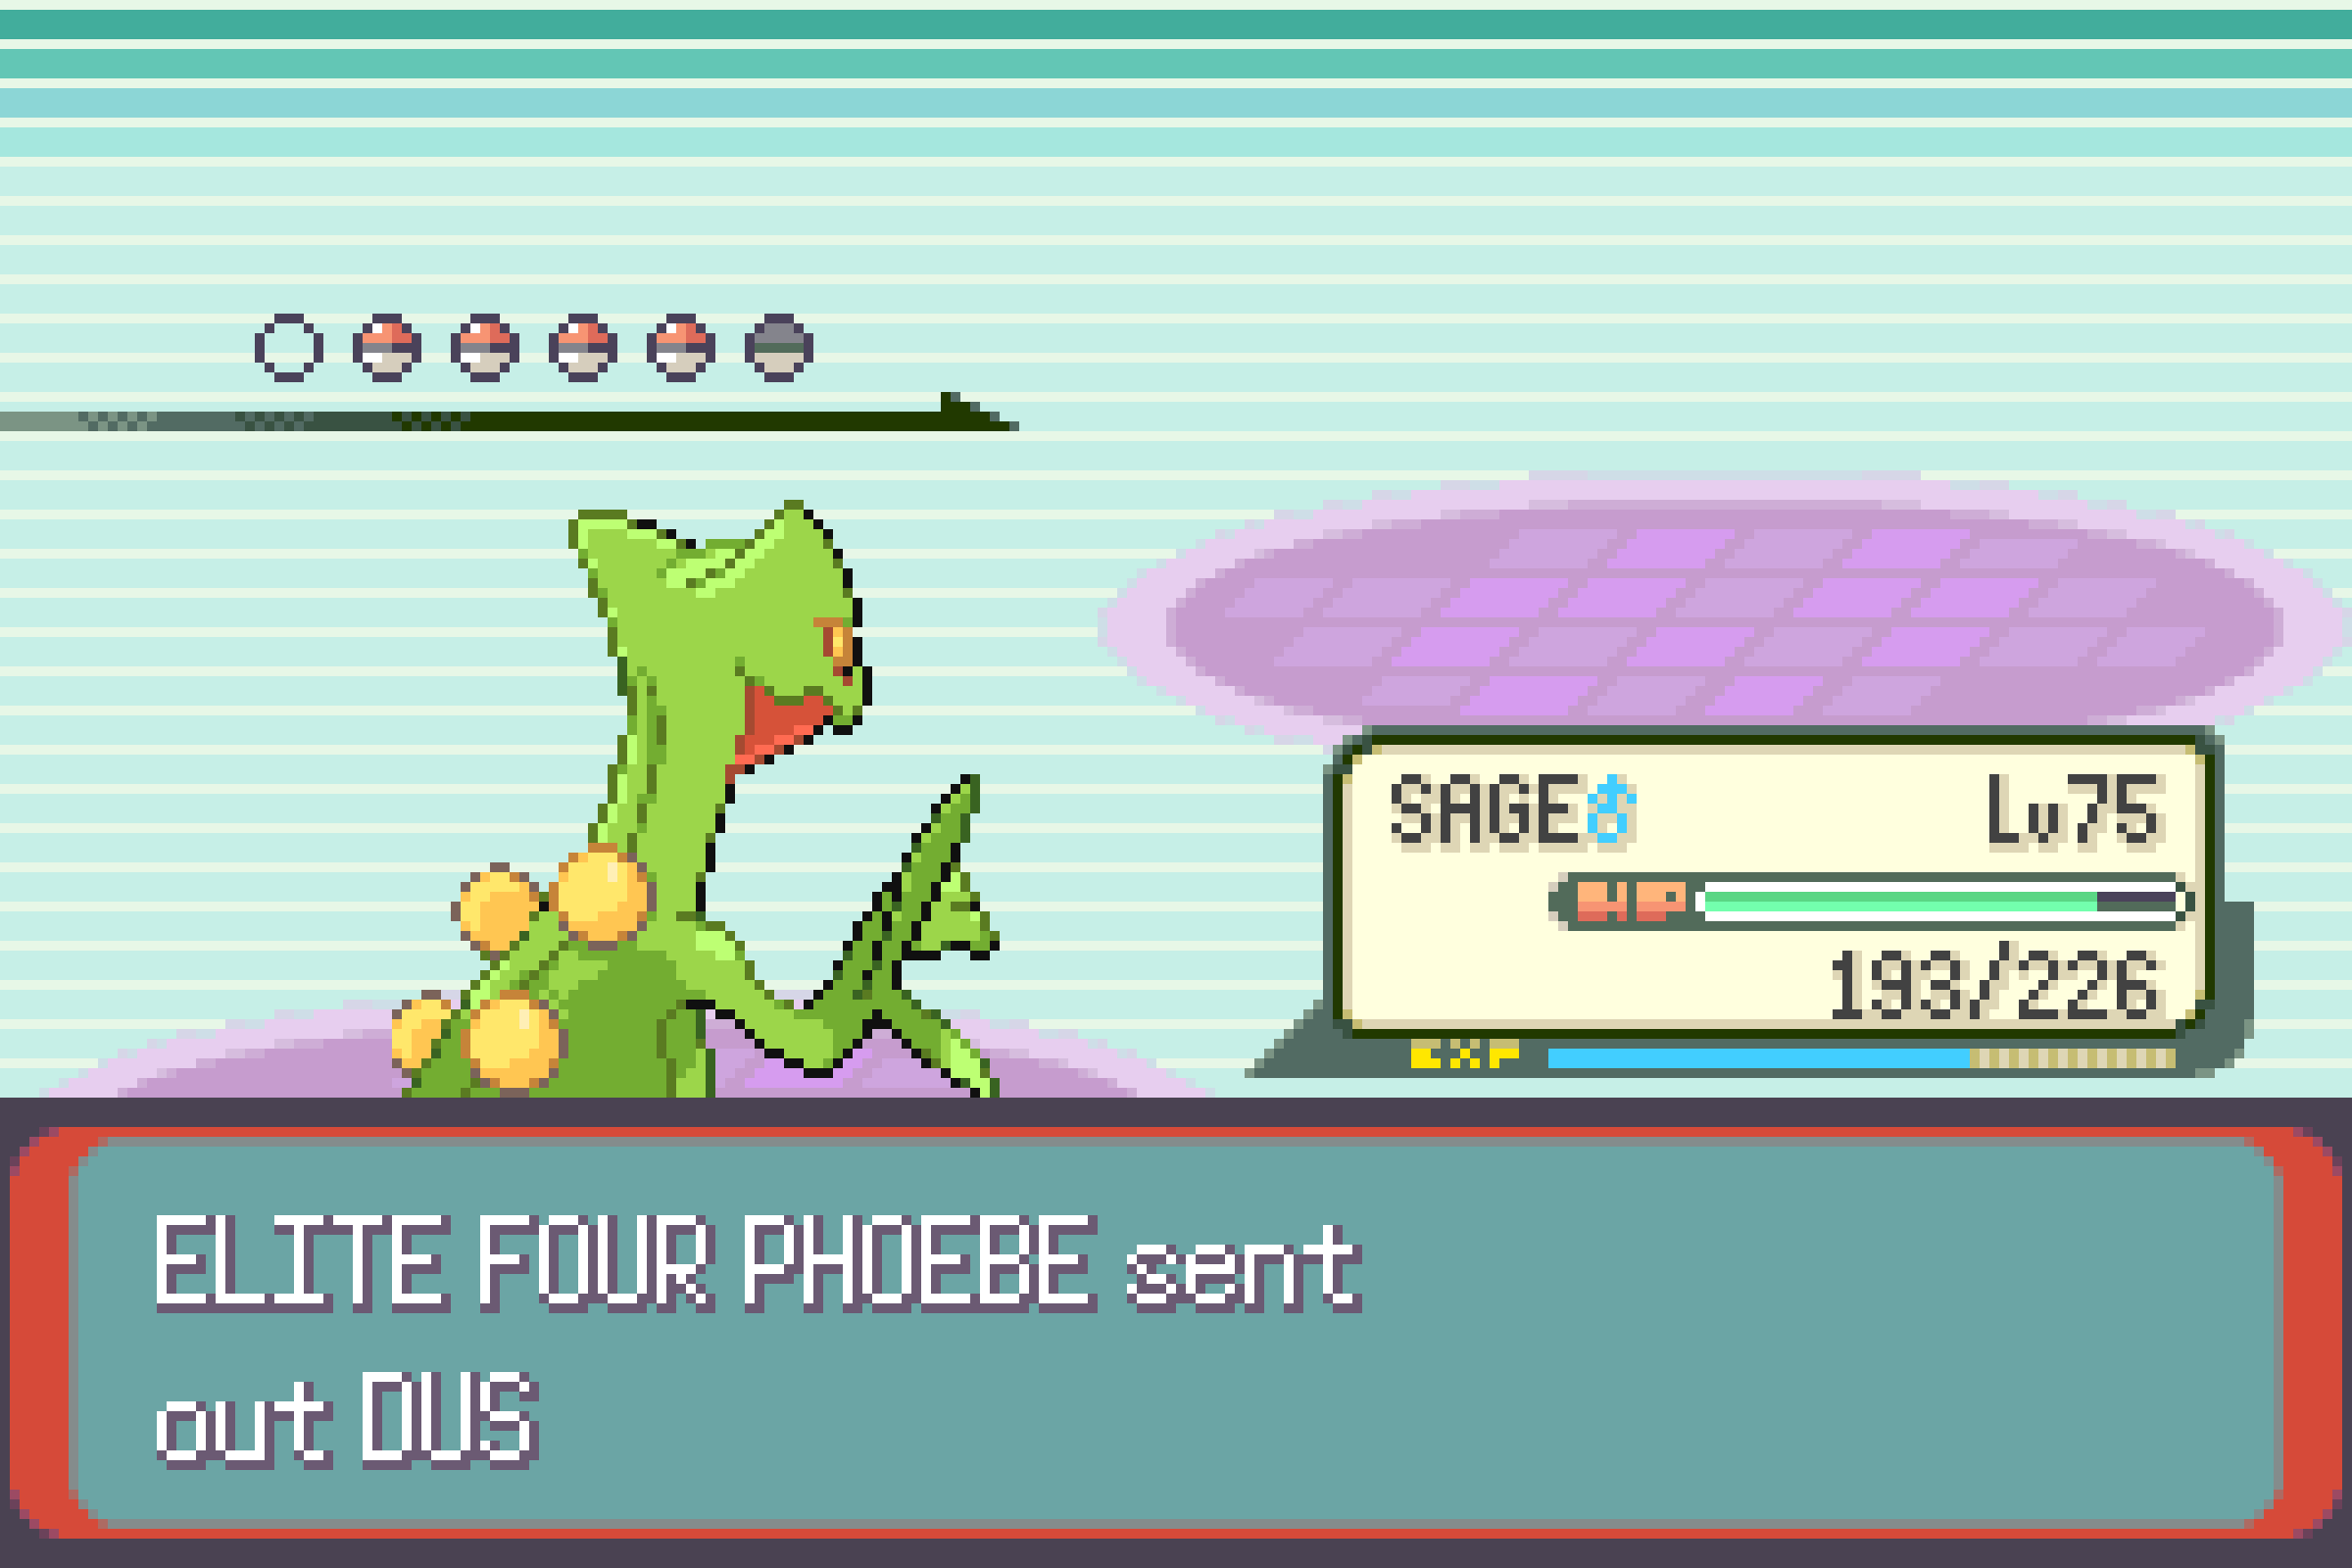 SAGE♂ Lv75
HP
193/226
EXP
ELITE FOUR PHOEBE sent
out DUS